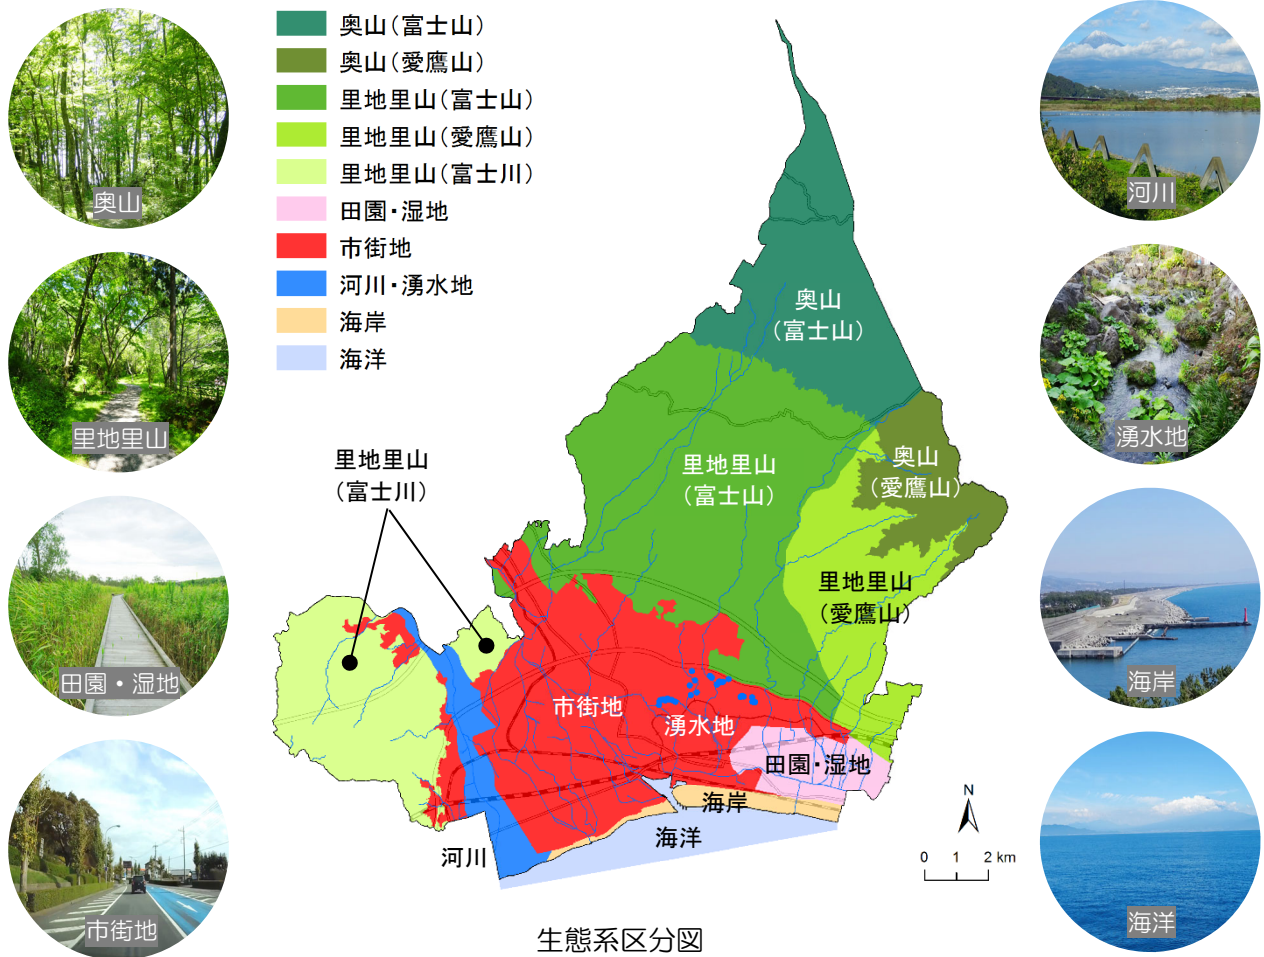 奥山(富士山)
奥山(愛鷹山)
里地里山(富士山)
里地里山(愛鷹山)
里地里山(富士川)
田園・湿地
市街地
河川・湧水地
海岸
海洋
奥山
里地里山
田園・湿地
市街地
奥山
(富士山)
里地里山
(富士山)
奥山
(愛鷹山)
里地里山
(愛鷹山)
里地里山
(富士川)
市街地
湧水地
田園・湿地
海岸
海洋
河川
N
0 1 2 km
生態系区分図
河川
湧水地
海岸
海洋